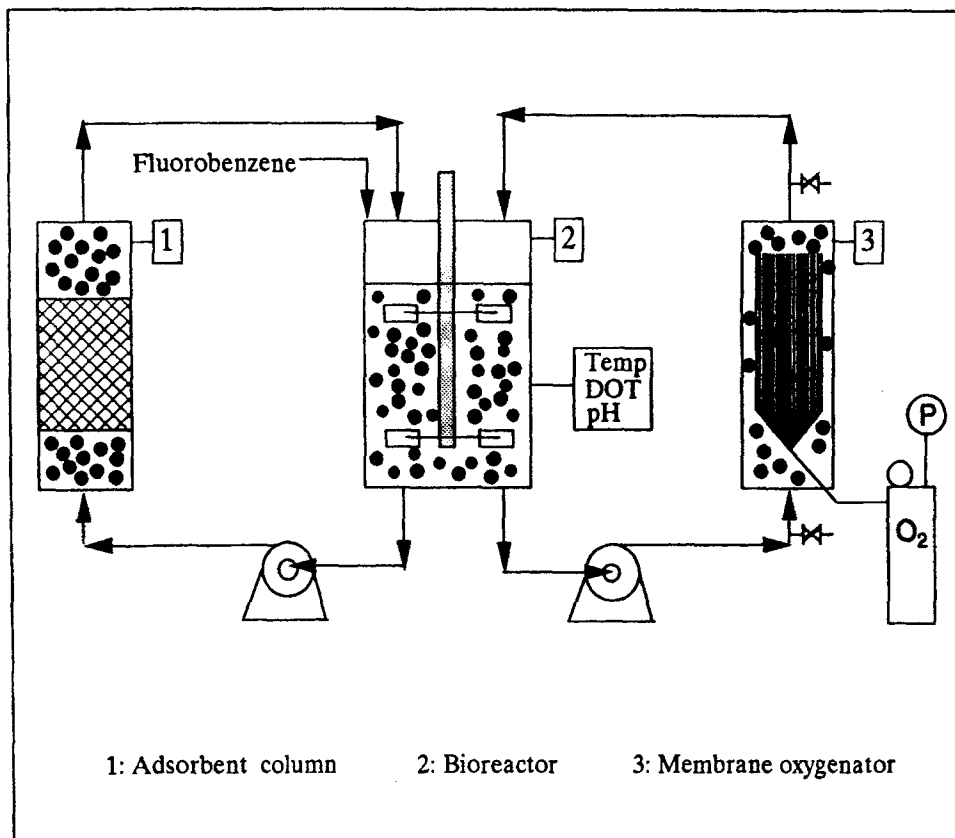 Fluorobenzene
1
2
3
Temp
DOT
pH
P
O2
1: Adsorbent column
2: Bioreactor
3: Membrane oxygenator